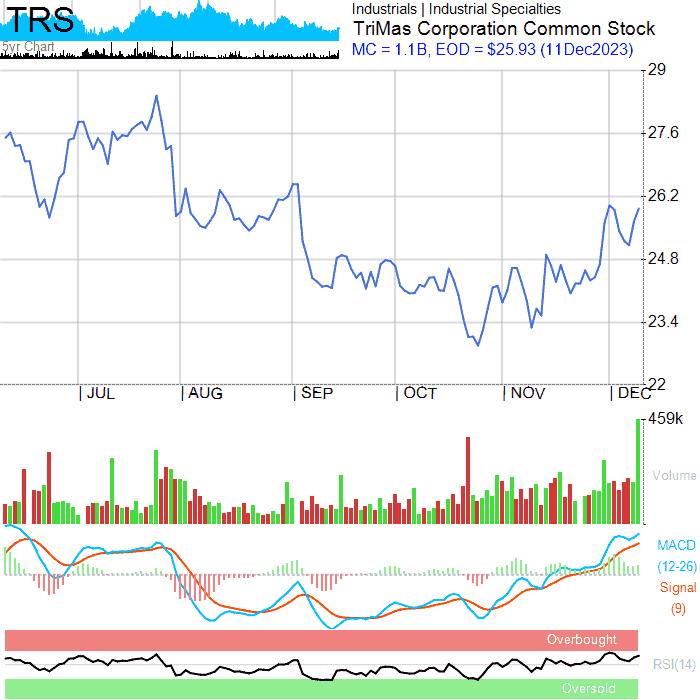 TRS
5yr Chart
Industrials | Industrial Specialties
TriMas Corporation Common Stock
MC = 1.1B, EOD = $25.93 (11Dec2023)
29
27.6
26.2
24.8
23.4
22
| JUL
| AUG
| SEP
| OCT
| NOV
| DEC
459k
Volume
MACD
(12-26)
Signal
(9)
Overbought
RSI(14)
Oversold